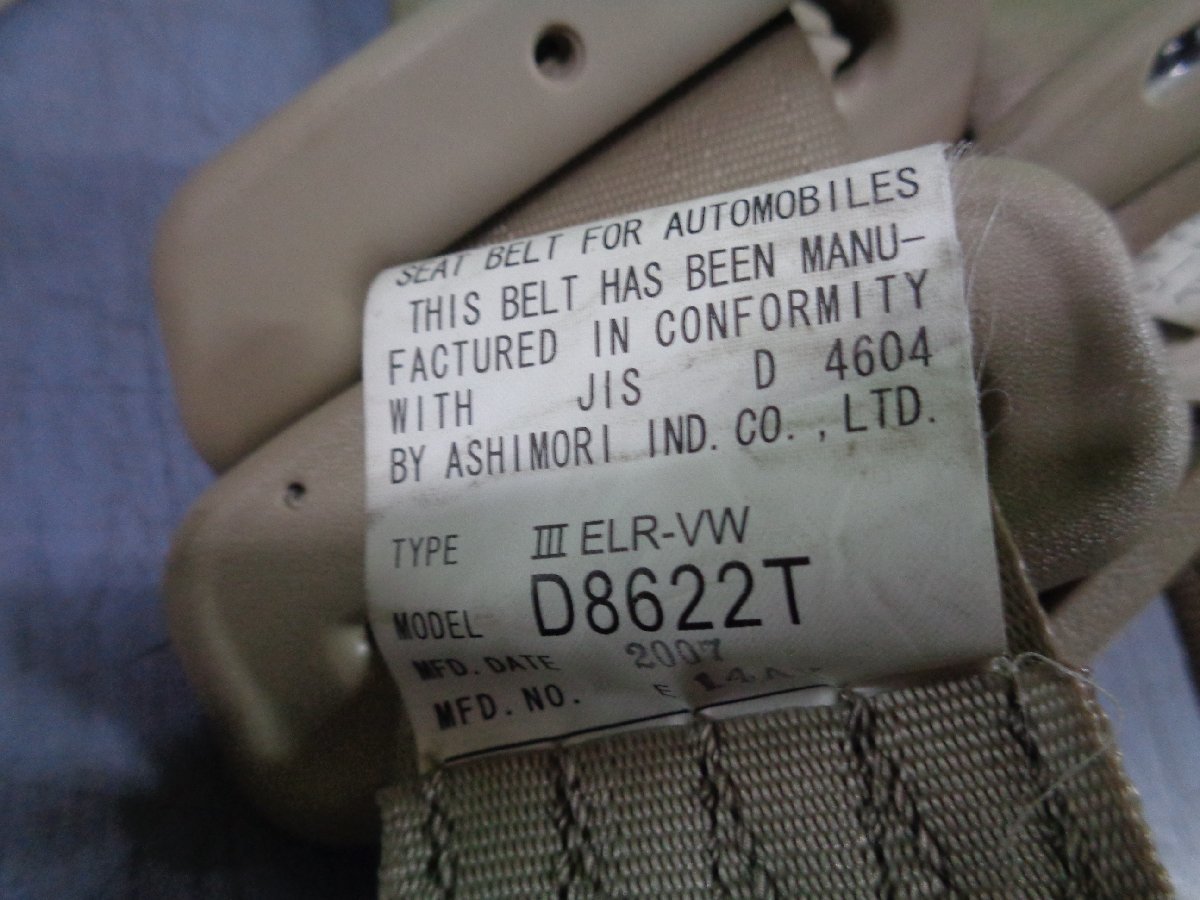 SEAT BELT FOR AUTOMOBILES
THIS BELT HAS BEEN MANU-
FACTURED IN CONFORMITY
WITH JIS D 4604
BY ASHIMORI IND. CO., LTD.
TYPE III ELR-VW
MODEL D8622T
MFD. DATE 2007
MFD. NO. E